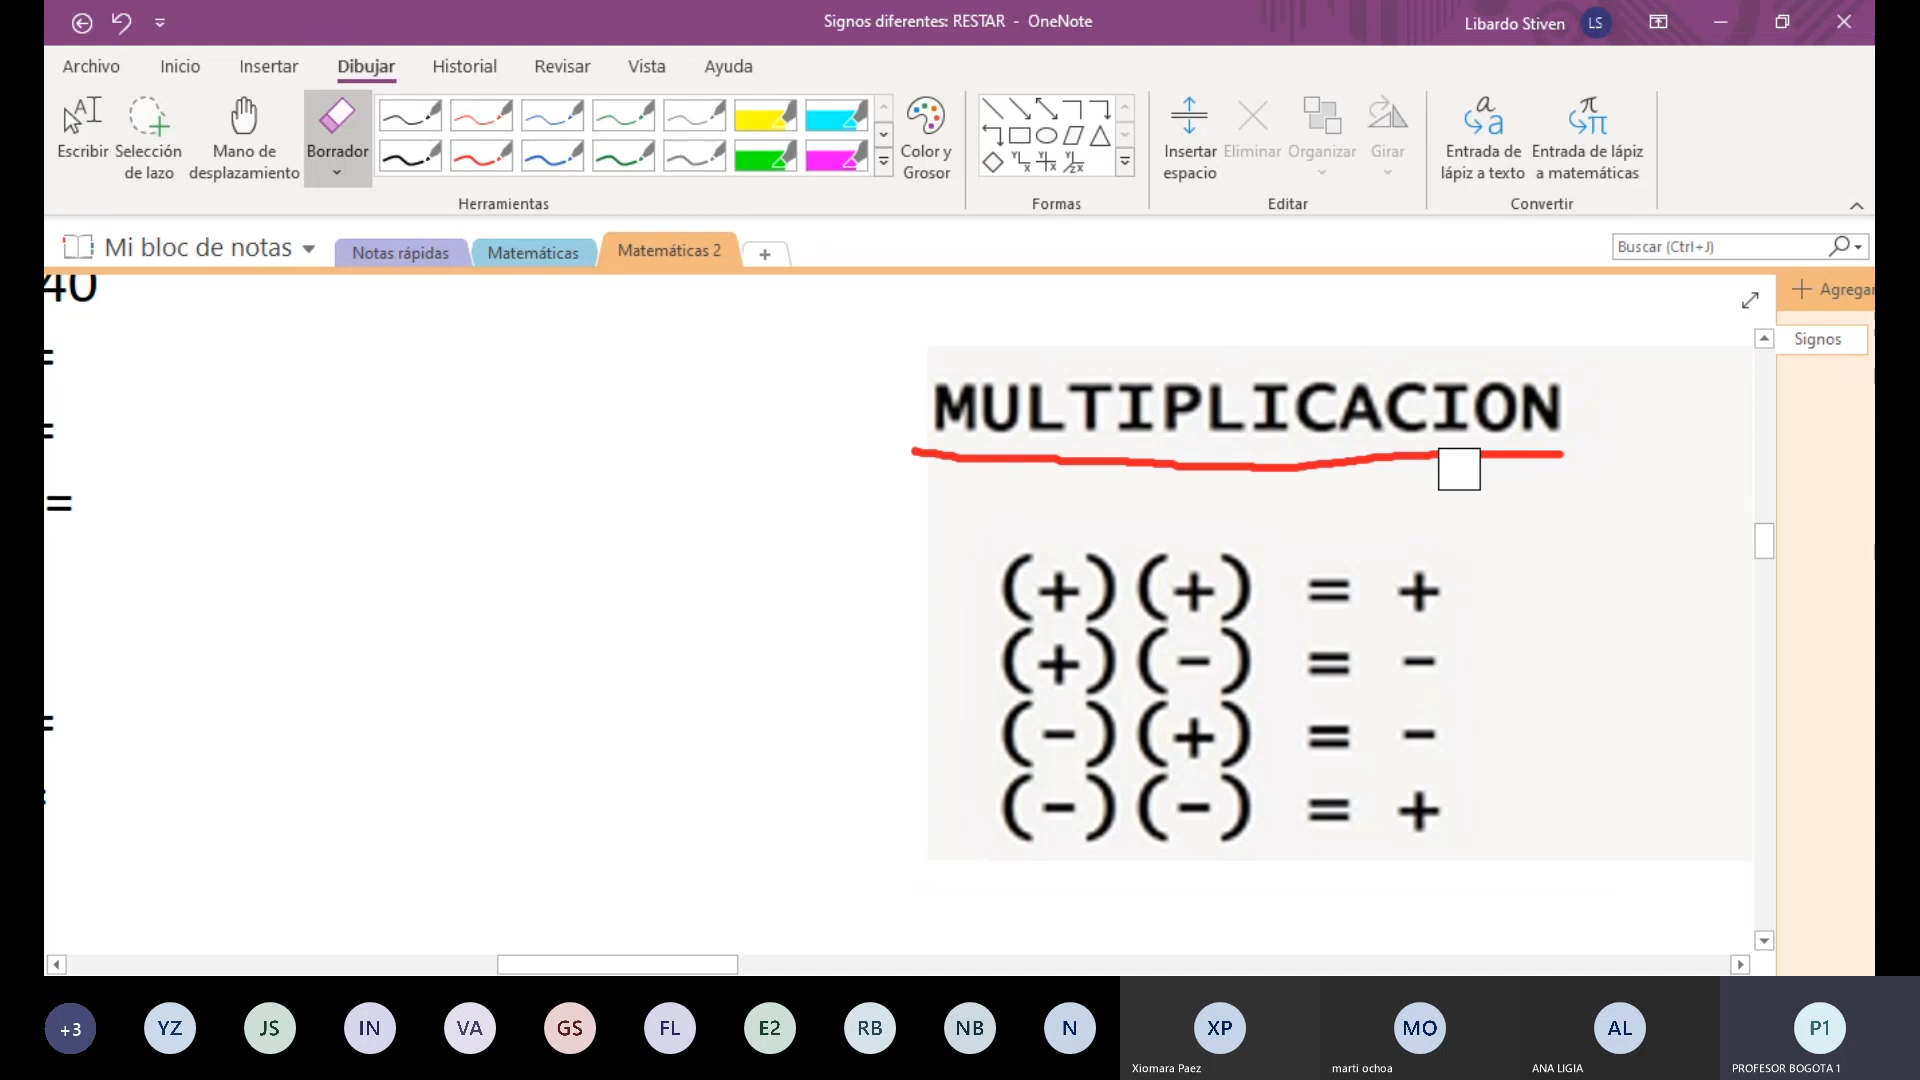 Signos diferentes: RESTAR - OneNote
Libardo Stiven LS
Archivo Inicio Insertar Dibujar Historial Revisar Vista Ayuda
Escribir Selección de lazo Mano de desplazamiento Borrador Color y Grosor Insertar espacio Eliminar Organizar Girar Entrada de lápiz a texto Entrada de lápiz a matemáticas
Herramientas Formas Editar Convertir
Mi bloc de notas Notas rápidas Matemáticas Matemáticas 2 + Buscar (Ctrl+J)
40
Agregar
Signos
=
MULTIPLICACION
=
=
(+)(+) = +
(+)(-) = -
=
(-)(+) = -
(-)(-) = +
+3 YZ JS IN VA GS FL E2 RB NB N XP MO AL P1
Xiomara Paez marti ochoa ANA LIGIA PROFESOR BOGOTA 1